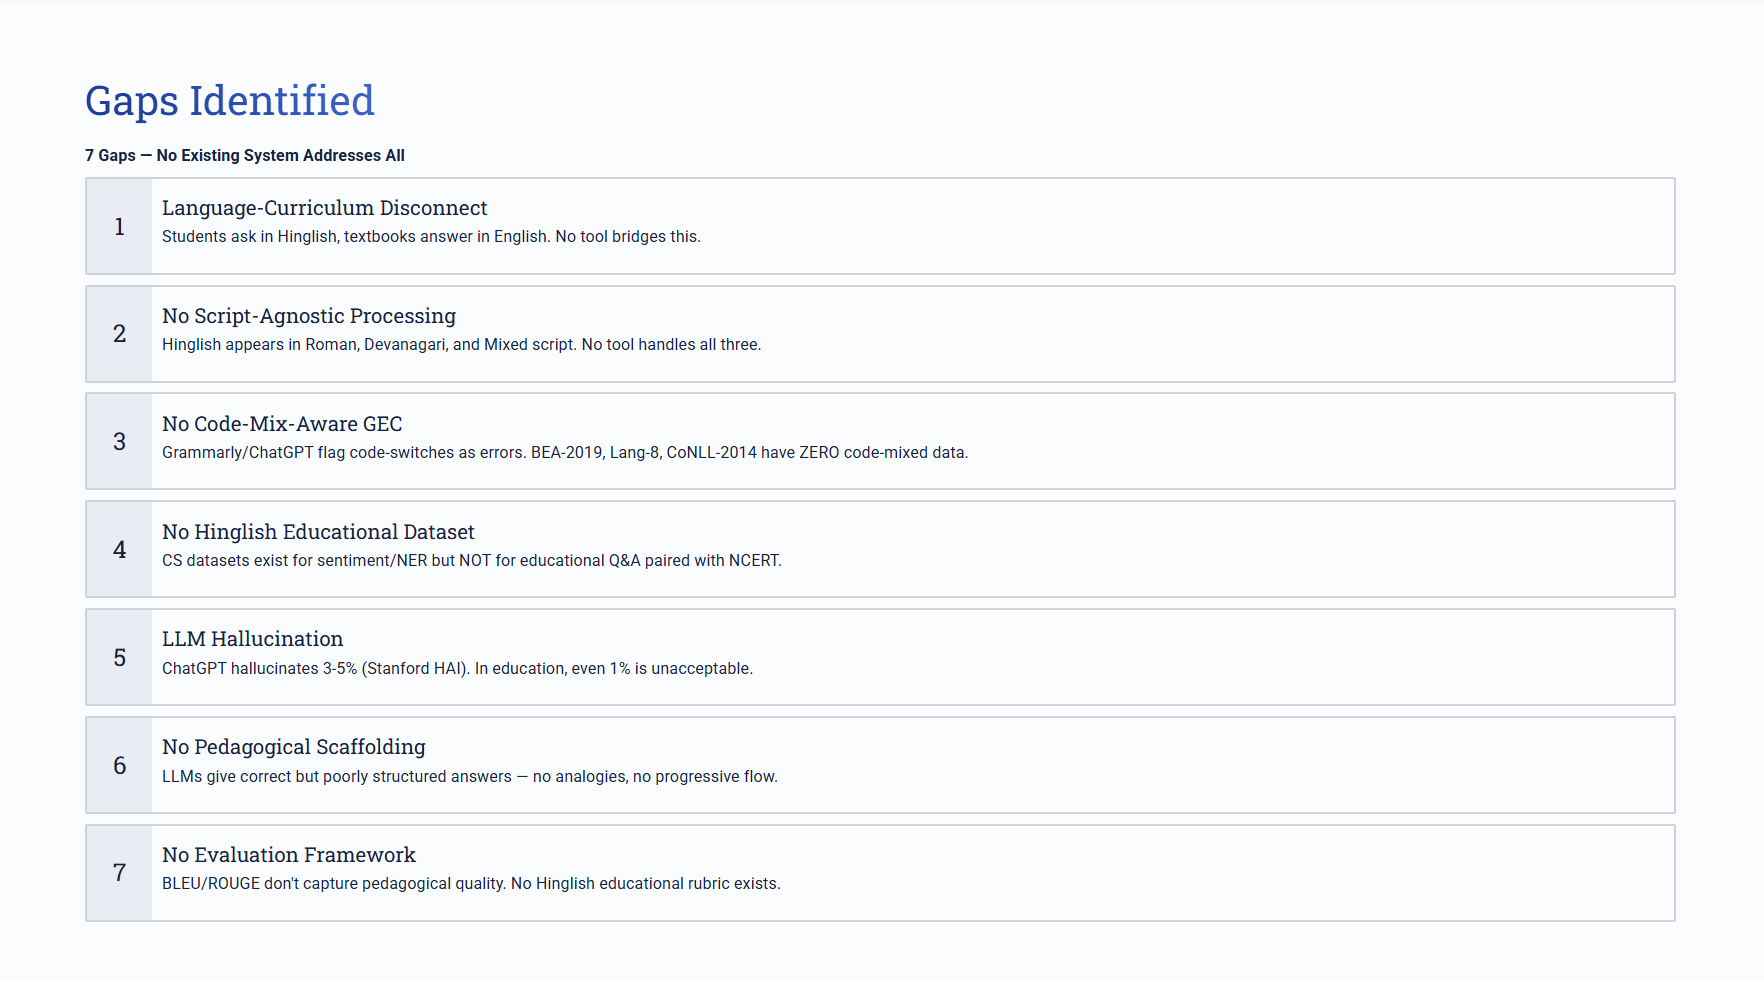 Gaps Identified
7 Gaps — No Existing System Addresses All
1
Language-Curriculum Disconnect
Students ask in Hinglish, textbooks answer in English. No tool bridges this.
2
No Script-Agnostic Processing
Hinglish appears in Roman, Devanagari, and Mixed script. No tool handles all three.
3
No Code-Mix-Aware GEC
Grammarly/ChatGPT flag code-switches as errors. BEA-2019, Lang-8, CoNLL-2014 have ZERO code-mixed data.
4
No Hinglish Educational Dataset
CS datasets exist for sentiment/NER but NOT for educational Q&A paired with NCERT.
5
LLM Hallucination
ChatGPT hallucinates 3-5% (Stanford HAI). In education, even 1% is unacceptable.
6
No Pedagogical Scaffolding
LLMs give correct but poorly structured answers — no analogies, no progressive flow.
7
No Evaluation Framework
BLEU/ROUGE don't capture pedagogical quality. No Hinglish educational rubric exists.